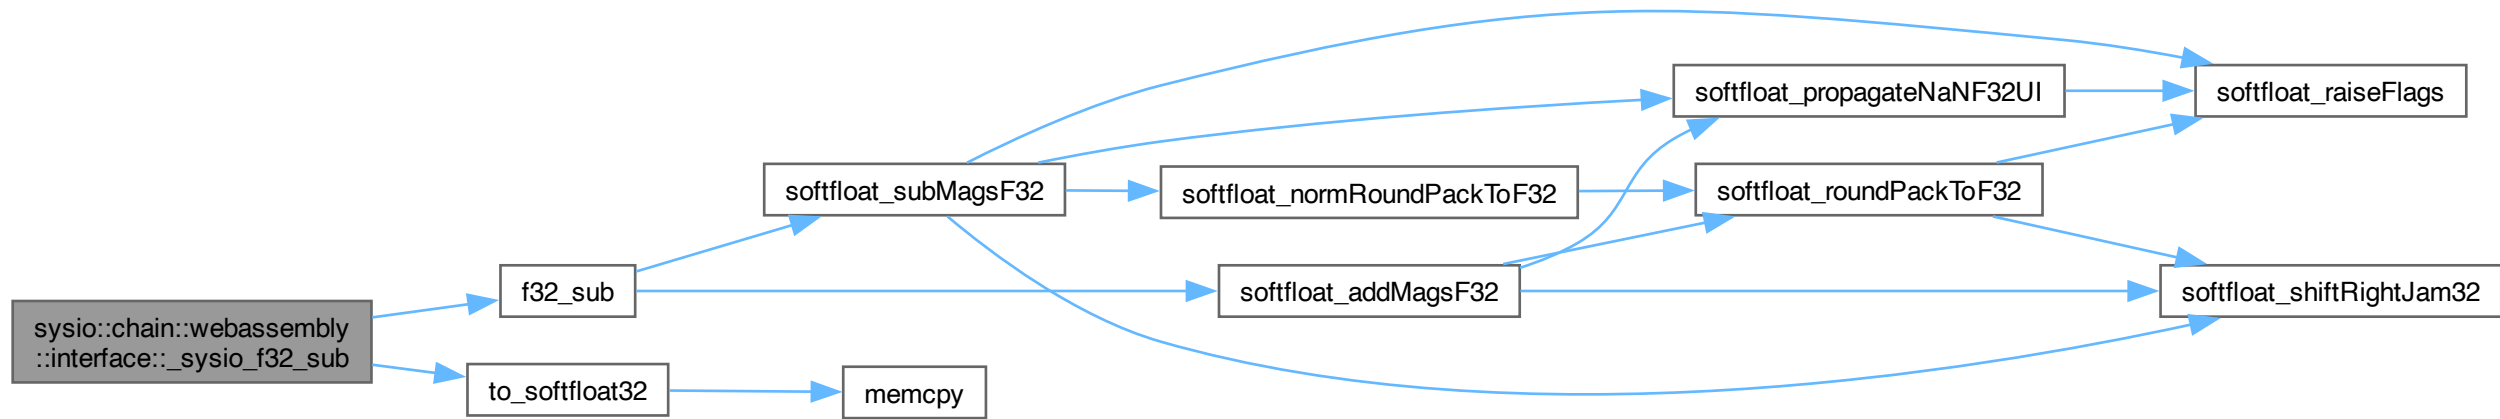 sysio::chain::webassembly
::interface::_sysio_f32_sub
f32_sub
to_softfloat32
softfloat_subMagsF32
memcpy
softfloat_normRoundPackToF32
softfloat_addMagsF32
softfloat_propagateNaNF32UI
softfloat_roundPackToF32
softfloat_raiseFlags
softfloat_shiftRightJam32